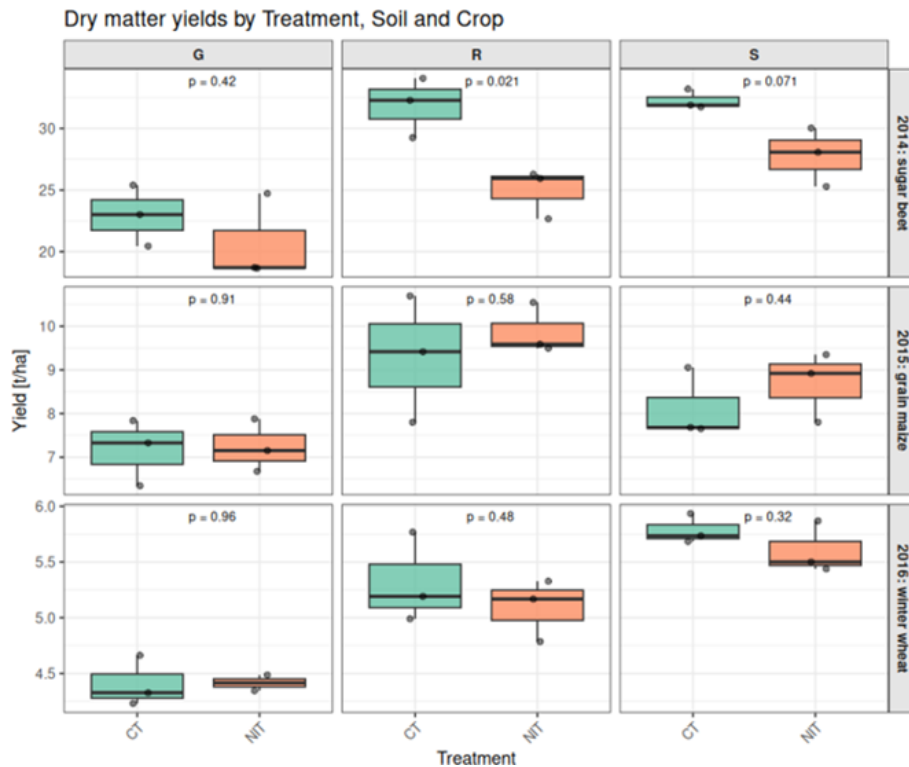 Dry matter yields by Treatment, Soil and Crop
G R S
p = 0.42 p = 0.021 p = 0.071
30
25
20
2014: sugar beet
p = 0.91 p = 0.58 p = 0.44
10
9
8
7
2015: grain maize
p = 0.96 p = 0.48 p = 0.32
6.0
5.5
5.0
4.5
2016: winter wheat
Yield [t/ha]
CT NIT CT NIT CT NIT
Treatment